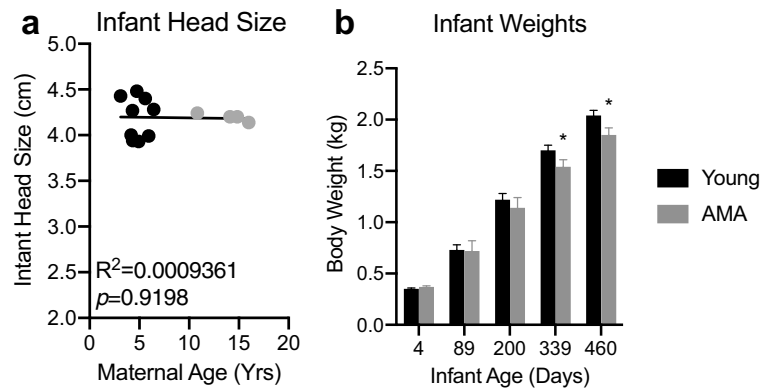 a Infant Head Size
Intant Head Size (cm)
5.0
4.5
4.0
3.5
3.0
2.5
2.0
R²=0.0009361
p=0.9198
0 5 10 15 20
Maternal Age (Yrs)
b Infant Weights
Body Weight (kg)
2.5
2.0
1.5
1.0
0.5
0.0
* *
4 89 200 339 460
Infant Age (Days)
Young
AMA